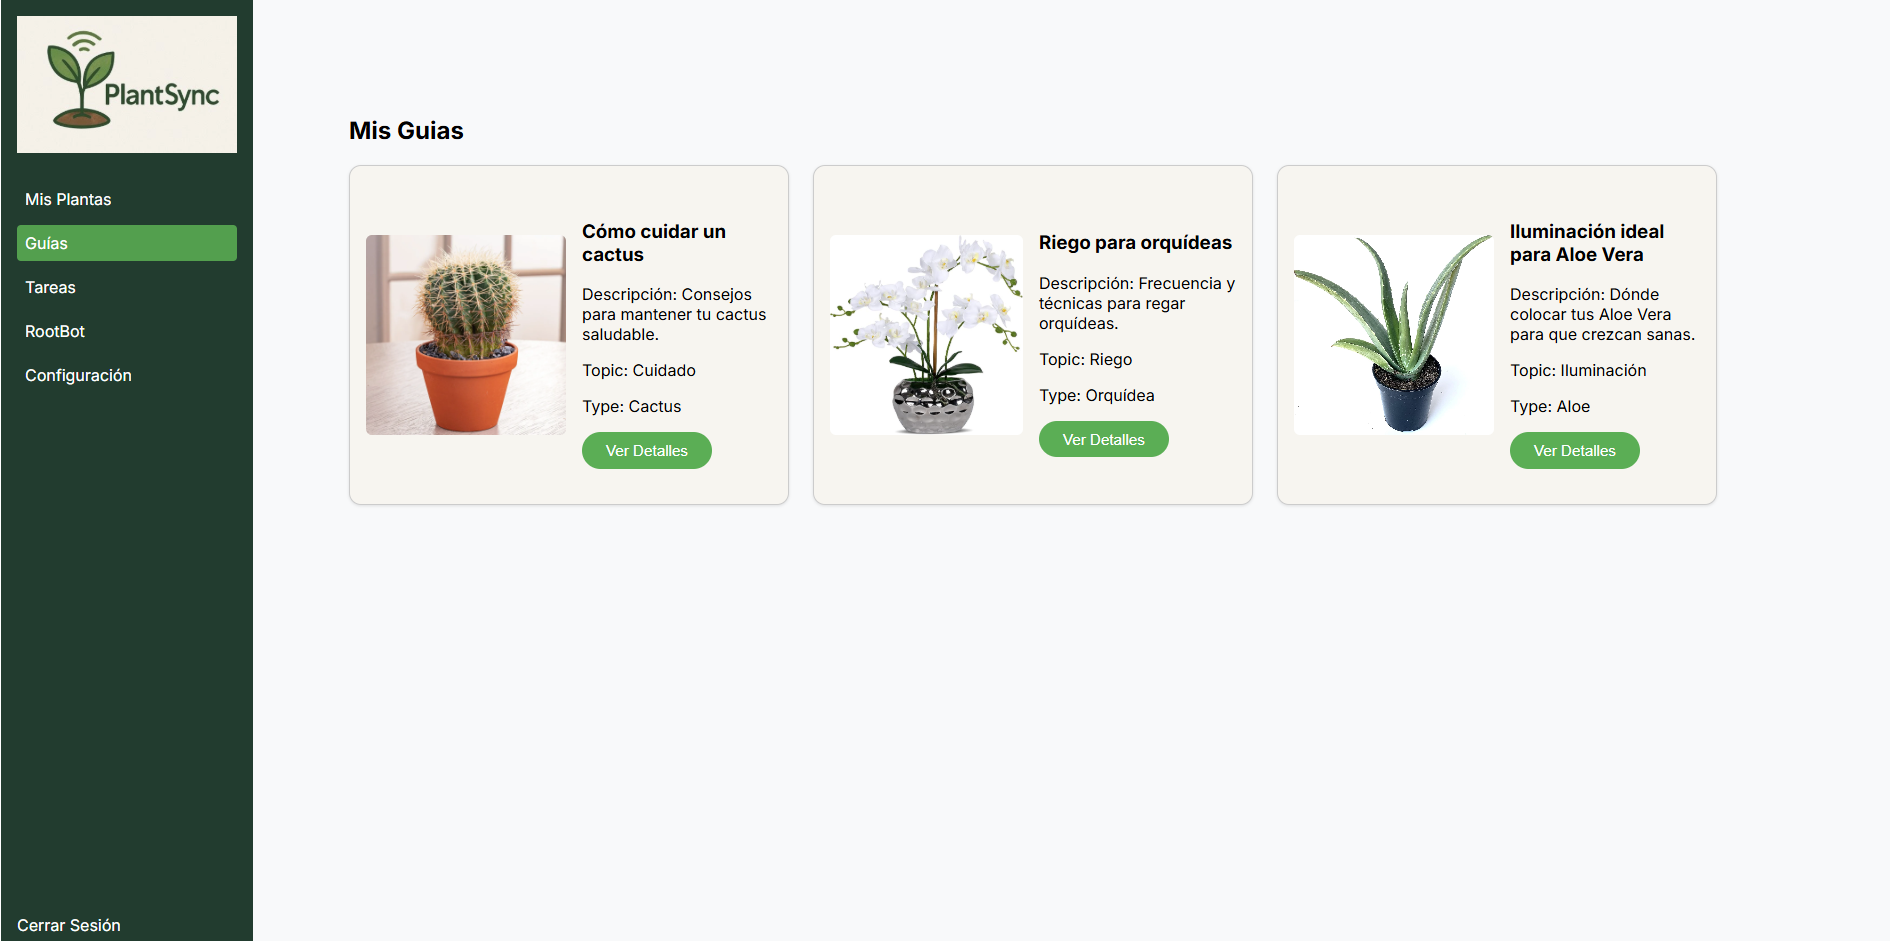 PlantSync
Mis Plantas
Guías
Tareas
RootBot
Configuración
Cerrar Sesión
Mis Guias
Cómo cuidar un
cactus
Descripción: Consejos
para mantener tu cactus
saludable.
Topic: Cuidado
Type: Cactus
Ver Detalles
Riego para orquídeas
Descripción: Frecuencia y
técnicas para regar
orquídeas.
Topic: Riego
Type: Orquídea
Ver Detalles
Iluminación ideal
para Aloe Vera
Descripción: Dónde
colocar tus Aloe Vera
para que crezcan sanas.
Topic: Iluminación
Type: Aloe
Ver Detalles